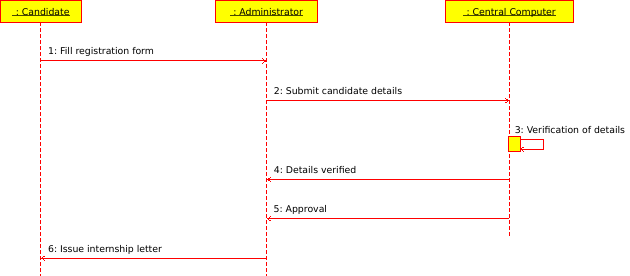 : Candidate
: Administrator
: Central Computer
1: Fill registration form
2: Submit candidate details
3: Verification of details
4: Details verified
5: Approval
6: Issue internship letter